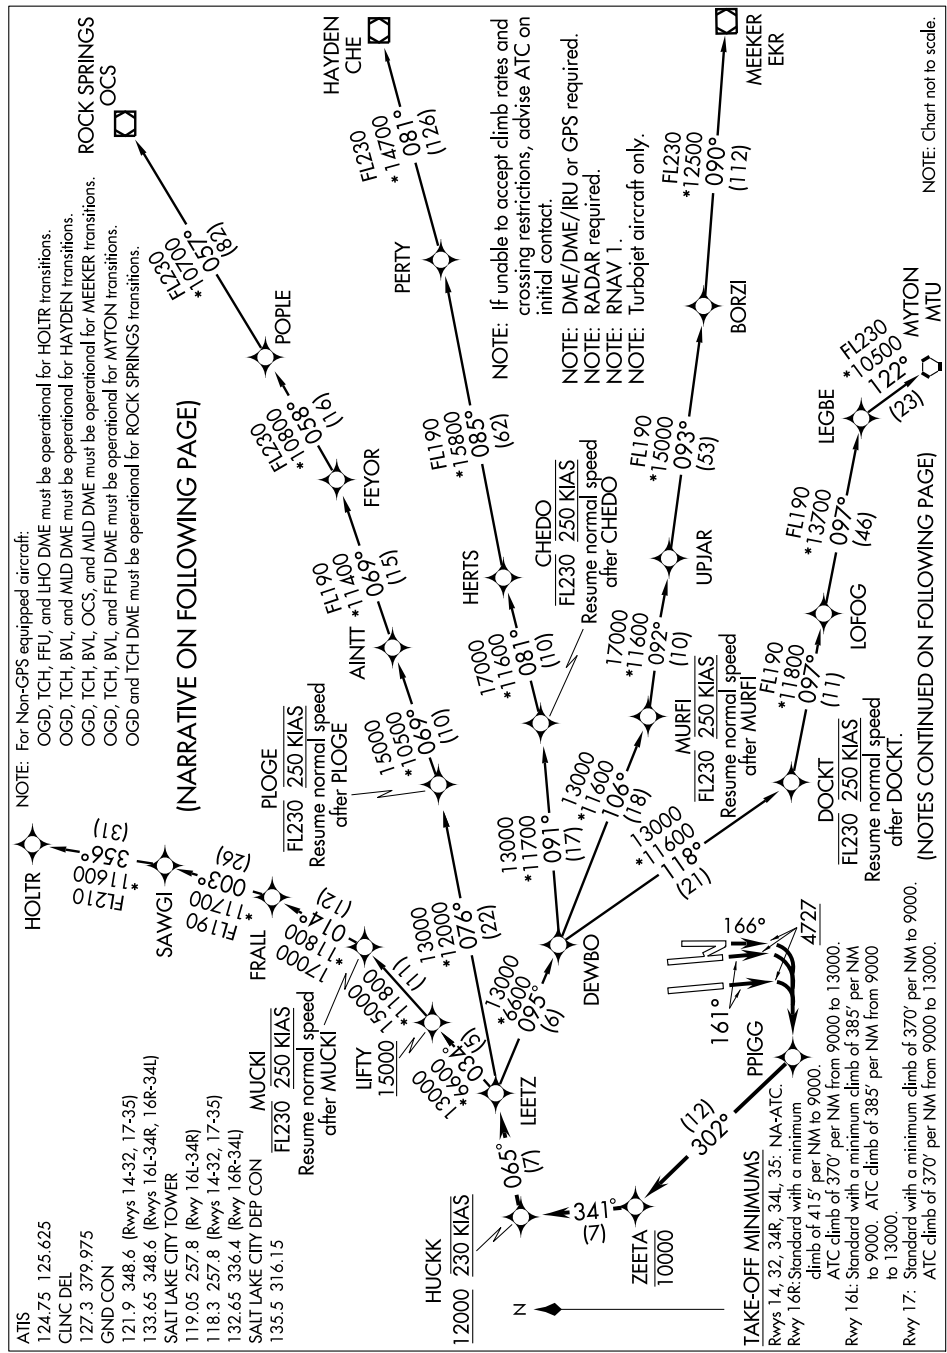 ATIS
124.75 125.625
CLNC DEL
127.3 379.975
GND CON
121.9 348.6 (Rwys 14-32, 17-35)
133.65 348.6 (Rwys 16L-34R, 16R-34L)
SALT LAKE CITY TOWER
119.05 257.8 (Rwy 16L-34R)
118.3 257.8 (Rwys 14-32, 17-35)
132.65 336.4 (Rwy 16R-34L)
SALT LAKE CITY DEP CON
135.5 316.15
NOTE: For Non-GPS equipped aircraft:
OGD, TCH, FFU, and LHO DME must be operational for HOLTR transitions.
OGD, TCH, BVL, and MLD DME must be operational for HAYDEN transitions.
OGD, TCH, BVL, OCS, and MLD DME must be operational for MEEKER transitions.
OGD, TCH, BVL, and FFU DME must be operational for MYTON transitions.
OGD and TCH DME must be operational for ROCK SPRINGS transitions.
(NARRATIVE ON FOLLOWING PAGE)
HOLTR
FL210
*11600
356°
(31)
SAWGI
FL190
*11700
003°
(26)
FRALL
17000
*11800
014°
(12)
MUCKI
FL230 250 KIAS
Resume normal speed
after MUCKI
15000
*11800
(11)
LIFTY
15000
13000
*6600
034°
(5)
ROCK SPRINGS
OCS
FL230
*10700
057°
(82)
POPLE
FL230
*10800
058°
(16)
FEYOR
FL190
*11400
069°
(15)
AINTT
15000
*10500
069°
(10)
PLOGE
FL230 250 KIAS
Resume normal speed
after PLOGE
13000
*12000
076°
(22)
HAYDEN
CHE
FL230
*14700
081°
(126)
PERTY
FL190
*15800
085°
(62)
HERTS
17000
*11600
081°
(10)
CHEDO
FL230 250 KIAS
Resume normal speed
after CHEDO
13000
*11700
091°
(17)
NOTE: If unable to accept climb rates and
crossing restrictions, advise ATC on
initial contact.
NOTE: DME/DME/IRU or GPS required.
NOTE: RADAR required.
NOTE: RNAV 1.
NOTE: Turbojet aircraft only.
MEEKER
EKR
FL230
*12500
090°
(112)
BORZI
FL190
*15000
093°
(53)
UPJAR
17000
*11600
092°
(10)
MURFI
FL230 250 KIAS
Resume normal speed
after MURFI
13000
*11600
106°
(18)
MYTON
MTU
FL230
*10500
122°
(23)
LEGBE
FL190
*13700
097°
(46)
LOFOG
FL190
*11800
097°
(11)
DOCKT
FL230 250 KIAS
Resume normal speed
after DOCKT.
13000
*11600
118°
(21)
DEWBO
13000
*6600
095°
(6)
LEETZ
065°
(7)
HUCKK
12000 230 KIAS
341°
(7)
ZEETA
10000
N
(12)
302°
PPIGG
161°
166°
4727
TAKE-OFF MINIMUMS
Rwys 14, 32, 34R, 34L, 35: NA-ATC.
Rwy 16R: Standard with a minimum
climb of 415' per NM to 9000.
ATC climb of 370' per NM from 9000 to 13000.
Rwy 16L: Standard with a minimum climb of 385' per NM
to 9000. ATC climb of 385' per NM from 9000
to 13000.
Rwy 17: Standard with a minimum climb of 370' per NM to 9000.
ATC climb of 370' per NM from 9000 to 13000.
(NOTES CONTINUED ON FOLLOWING PAGE)
NOTE: Chart not to scale.